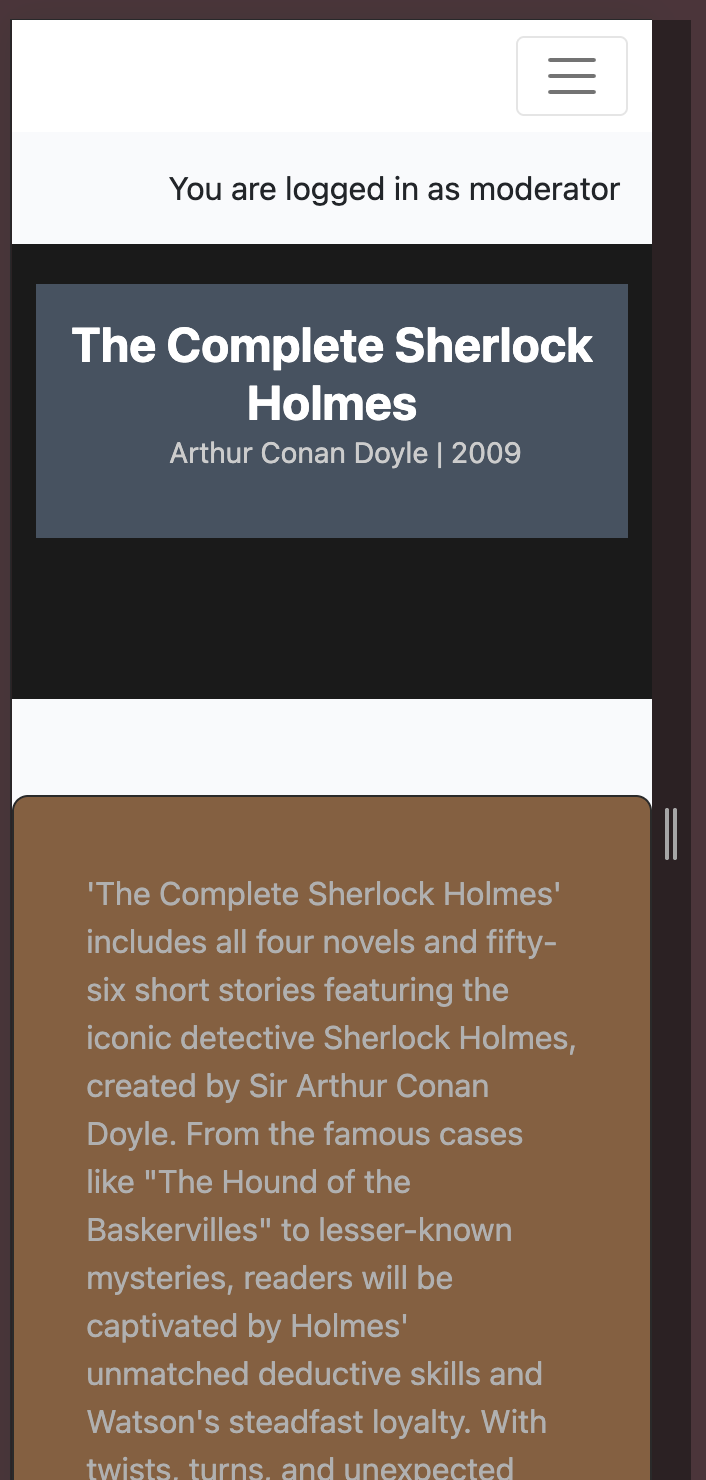 You are logged in as moderator
The Complete Sherlock
Holmes
Arthur Conan Doyle | 2009
'The Complete Sherlock Holmes'
includes all four novels and fifty-
six short stories featuring the
iconic detective Sherlock Holmes,
created by Sir Arthur Conan
Doyle. From the famous cases
like "The Hound of the
Baskervilles" to lesser-known
mysteries, readers will be
captivated by Holmes'
unmatched deductive skills and
Watson's steadfast loyalty. With
twists, turns, and unexpected